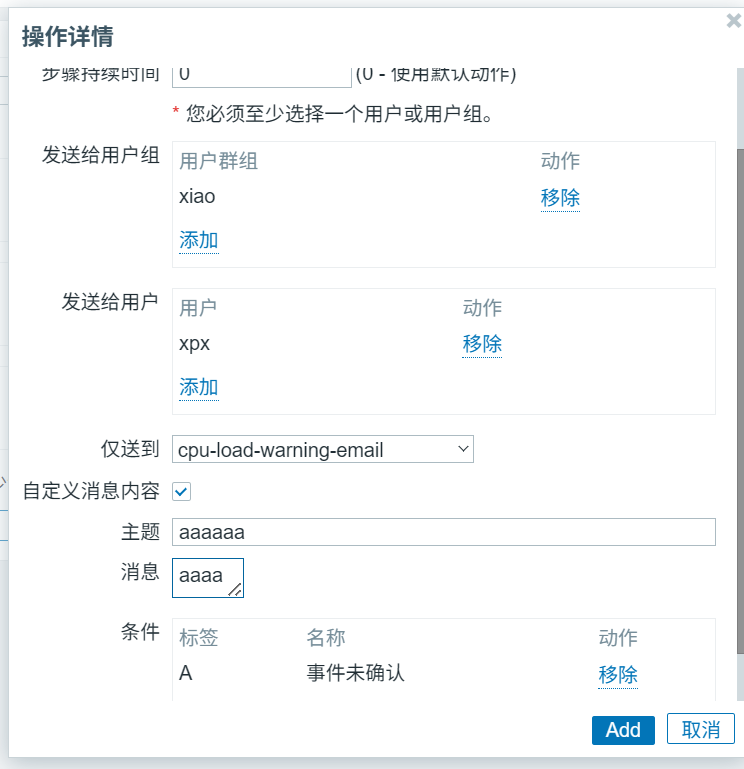 操作详情
步骤持续时间 0 (0 - 使用默认动作)
* 您必须至少选择一个用户或用户组。
发送给用户组 用户群组 动作
xiao 移除
添加
发送给用户 用户 动作
xpx 移除
添加
仅送到 cpu-load-warning-email
自定义消息内容
主题 aaaaaa
消息 aaaa
条件 标签 名称 动作
A 事件未确认 移除
Add 取消